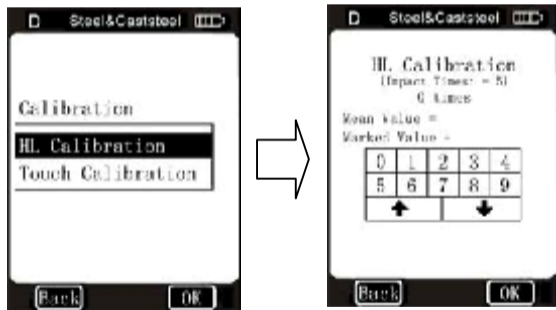 D Steel&Caststeel
Calibration
HL Calibration
Touch Calibration
Back OK
D Steel&Caststeel
HL Calibration
(Impact Times: = 5)
0 times
Mean value =
Marked Value =
0 1 2 3 4
5 6 7 8 9
Back OK